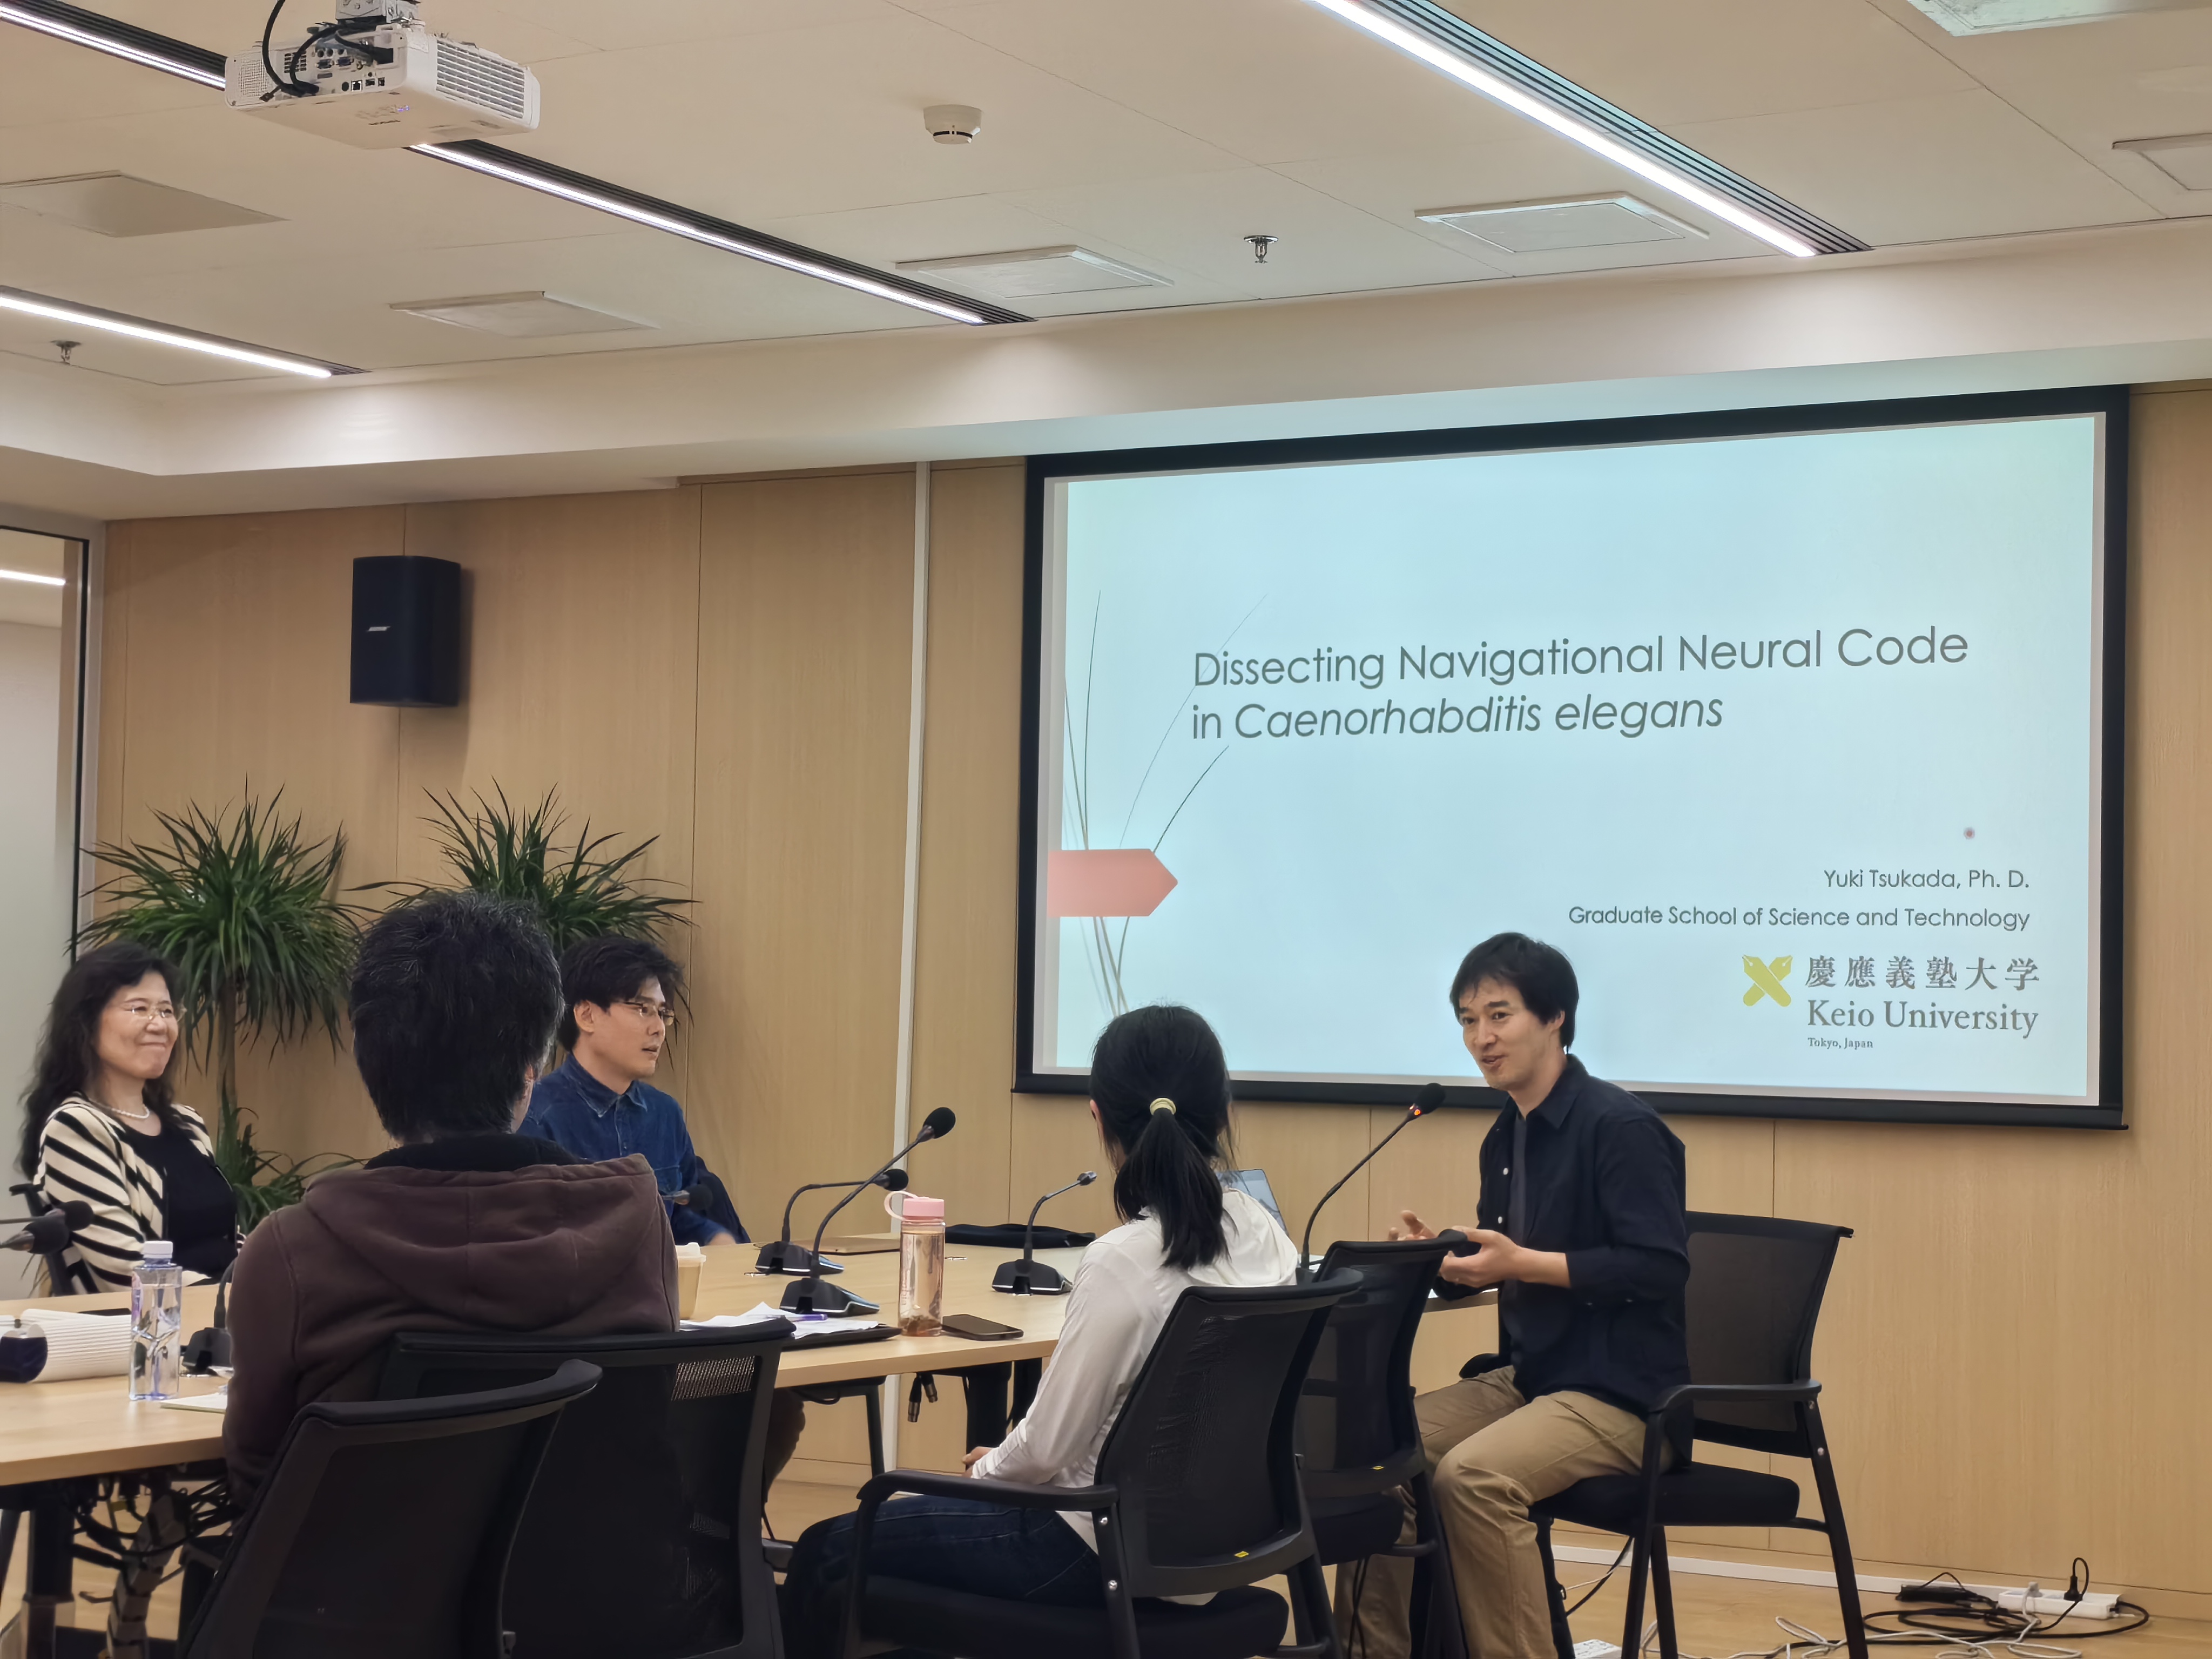 Dissecting Navigational Neural Code
in Caenorhabditis elegans
Yuki Tsukada, Ph. D.
Graduate School of Science and Technology
慶應義塾大学
Keio University
Tokyo, Japan